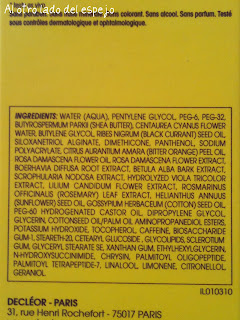 Al otro lado del espejo
Sans colorant. Sans alcool. Sans parfum. Testé
sous contrôles dermatologique et ophtalmologique.
INGREDIENTS: WATER (AQUA), PENTYLENE GLYCOL, PEG-6, PEG-32,
BUTYROSPERMUM PARKII (SHEA BUTTER), CENTAUREA CYANUS FLOWER
WATER, BUTYLENE GLYCOL, RIBES NIGRUM (BLACK CURRANT) SEED OIL,
SILOXANETRIOL ALGINATE, DIMETHICONE, PANTHENOL, SODIUM
POLYACRYLATE, CITRUS AURANTIUM AMARA (BITTER ORANGE) PEEL OIL,
ROSA DAMASCENA FLOWER OIL, ROSA DAMASCENA FLOWER EXTRACT,
BOERHAVIA DIFFUSA ROOT EXTRACT, BETULA ALBA BARK EXTRACT,
SCROPHULARIA NODOSA EXTRACT, HYDROLYZED VIOLA TRICOLOR
EXTRACT, LILIUM CANDIDUM FLOWER EXTRACT, ROSMARINUS
OFFICINALIS (ROSEMARY) LEAF EXTRACT, HELIANTHUS ANNUUS
(SUNFLOWER) SEED OIL, GOSSYPIUM HERBACEUM (COTTON) SEED OIL,
PEG-60 HYDROGENATED CASTOR OIL, DIPROPYLENE GLYCOL,
GLYCERIN, COTTONSEED OIL/PALM OIL AMINOPROPANEDIOL ESTERS,
POTASSIUM HYDROXIDE, TOCOPHEROL, CAFFEINE, BIOSACCHARIDE
GUM-1, STEARETH-20, CETEARYL GLUCOSIDE, GLYCOLIPIDS, SCLEROTIUM
GUM, GLYCERYL STEARATE SE, XANTHAN GUM, ETHYLHEXYLGLYCERIN,
N-HYDROXYSUCCINIMIDE, CHRYSIN, PALMITOYL OLIGOPEPTIDE,
PALMITOYL TETRAPEPTIDE-7, LINALOOL, LIMONENE, CITRONELLOL
GERANIOL
IL010310
DECLÉOR - PARIS
31, rue Henri Rochefort - 75017 PARIS